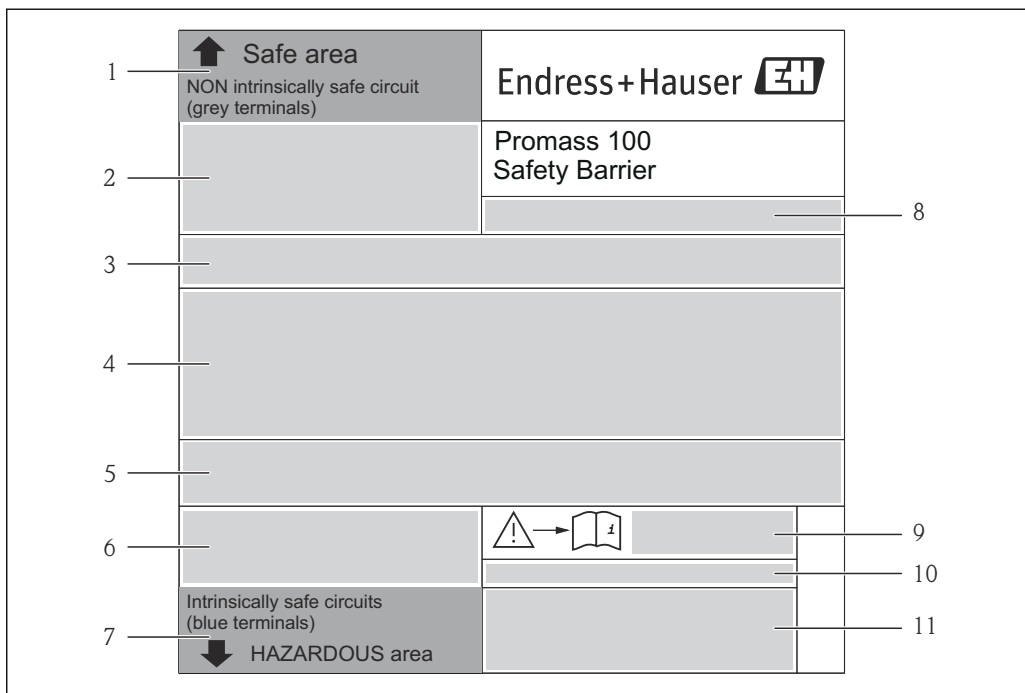 Safe area
NON intrinsically safe circuit
(grey terminals)
Endress+Hauser EH
Promass 100
Safety Barrier
1
2
3
4
5
6
7
8
9
10
11
i
Intrinsically safe circuits
(blue terminals)
HAZARDOUS area